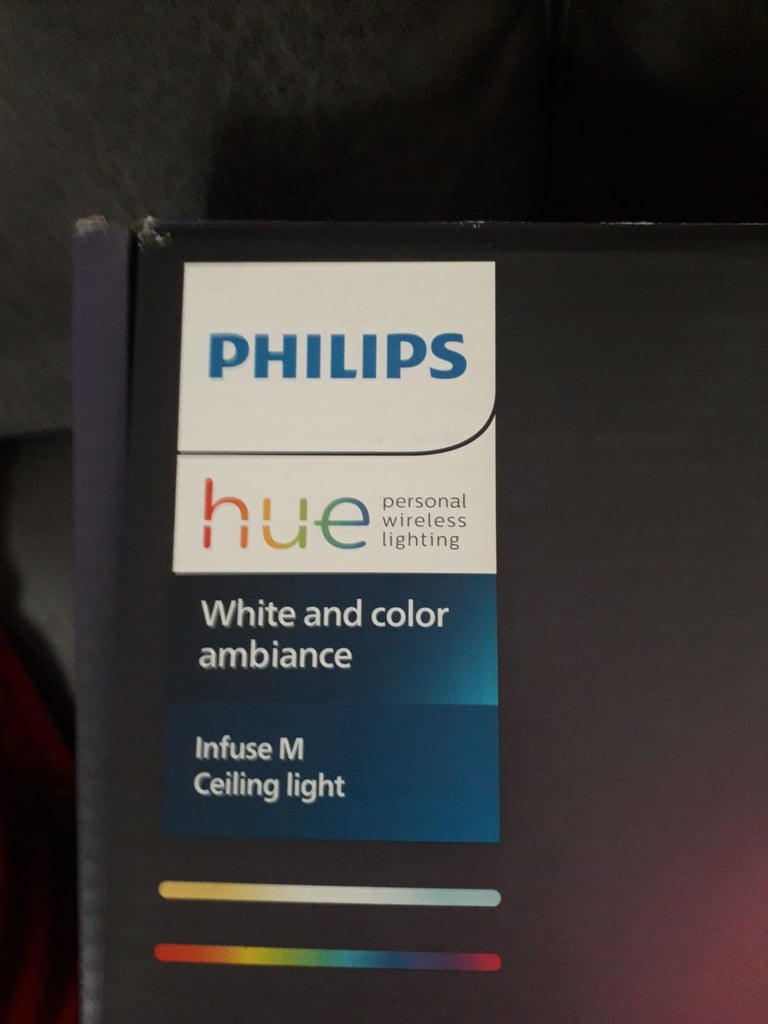 PHILIPS
hue
personal
wireless
lighting
White and color
ambiance
Infuse M
Ceiling light